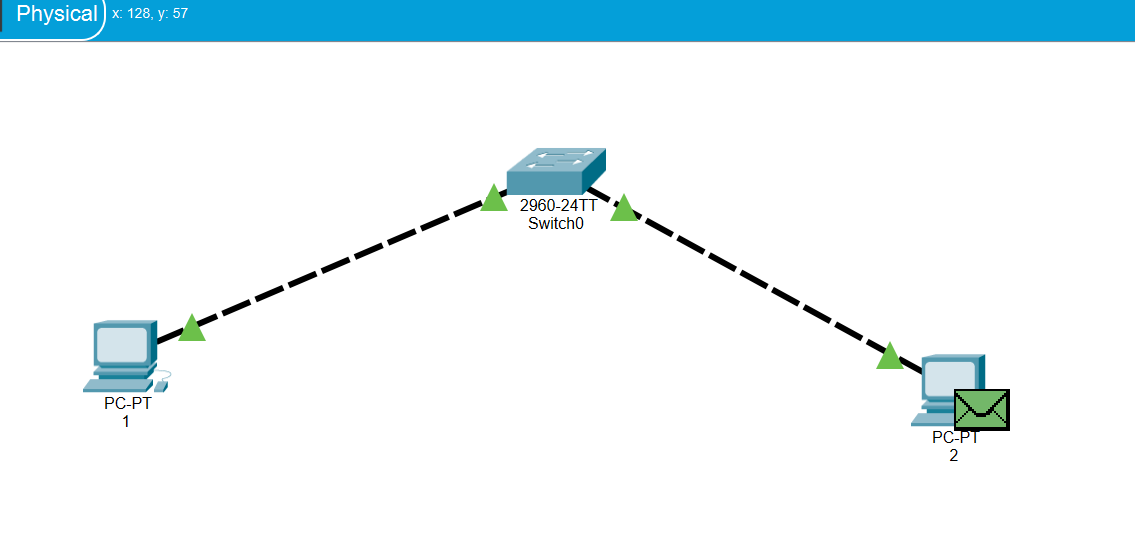 Physical x: 128, y: 57
2960-24TT
Switch0
PC-PT
1
PC-PT
2